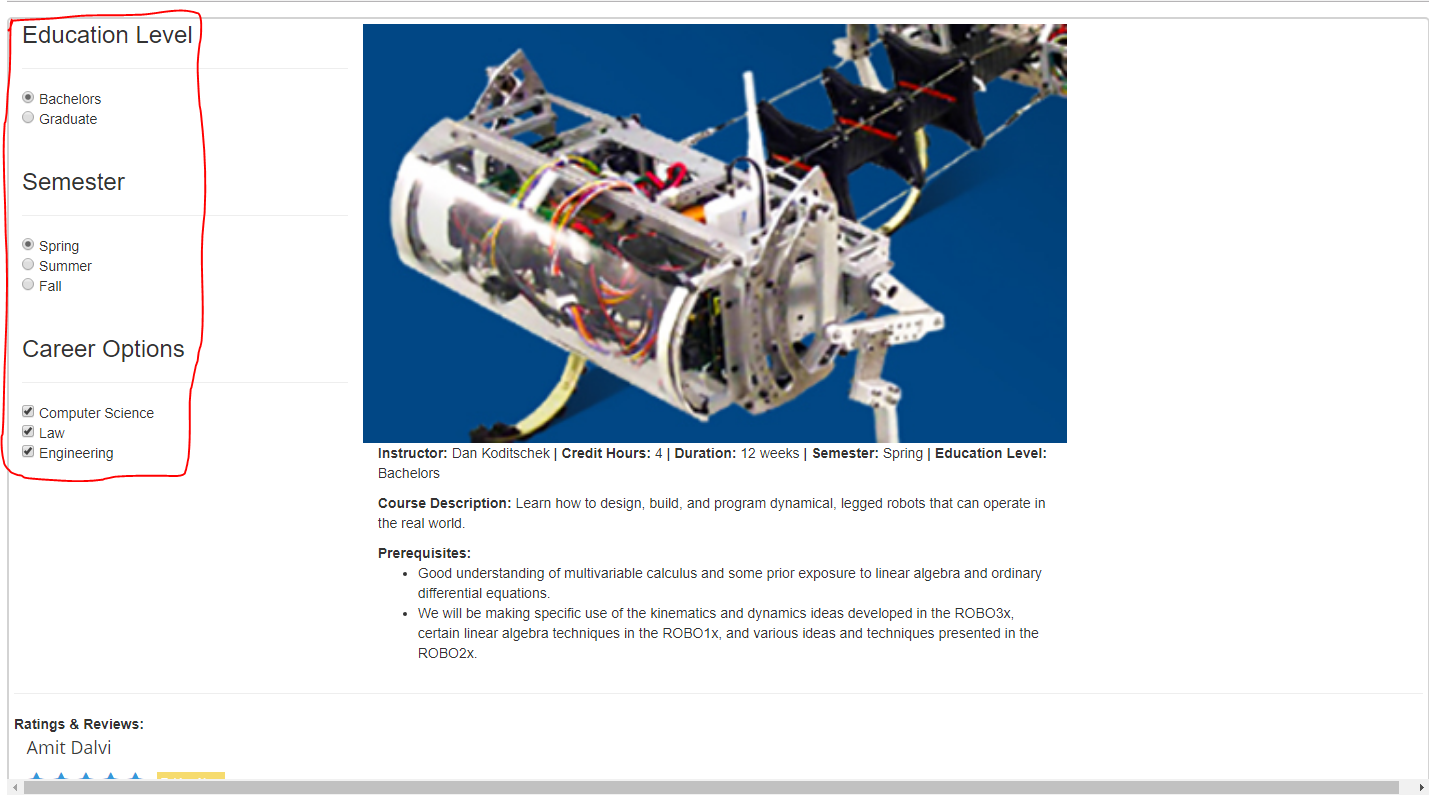 Education Level
Bachelors
Graduate
Semester
Spring
Summer
Fall
Career Options
Computer Science
Law
Engineering
Instructor: Dan Koditschek | Credit Hours: 4 | Duration: 12 weeks | Semester: Spring | Education Level:
Bachelors
Course Description: Learn how to design, build, and program dynamical, legged robots that can operate in
the real world.
Prerequisites:
• Good understanding of multivariable calculus and some prior exposure to linear algebra and ordinary
differential equations.
• We will be making specific use of the kinematics and dynamics ideas developed in the ROBO3x,
certain linear algebra techniques in the ROBO1x, and various ideas and techniques presented in the
ROBO2x.
Ratings & Reviews:
Amit Dalvi